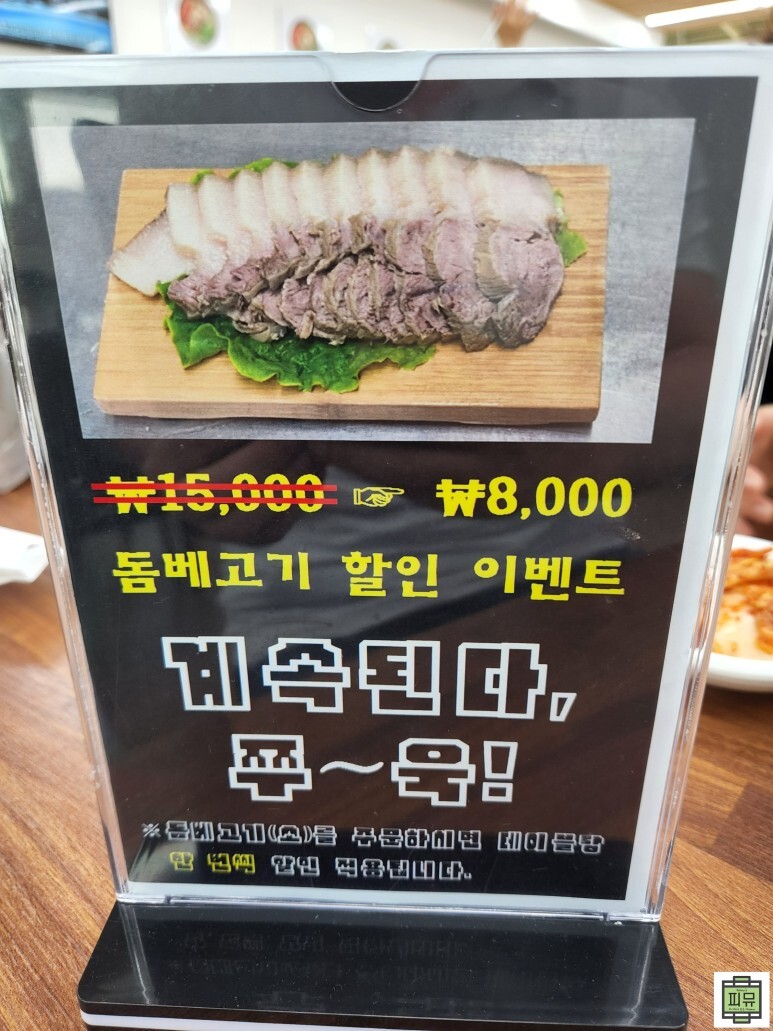 ₩15,000 ☞ ₩8,000
돔베고기 할인 이벤트
계속된다,
쭈~욱!
※돔베고기(소)를 주문하시면 테이블당
한 번씩 할인 적용됩니다.
피뮤